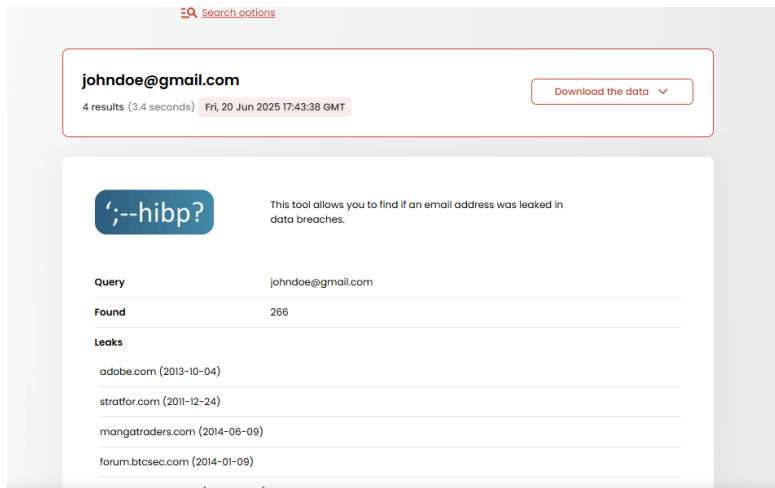 Search options
johndoe@gmail.com
4 results (3.4 seconds) Fri, 20 Jun 2025 17:43:38 GMT
Download the data
‘;--hibp?
This tool allows you to find if an email address was leaked in
data breaches.
Query johndoe@gmail.com
Found 266
Leaks
adobe.com (2013-10-04)
stratfor.com (2011-12-24)
mangatraders.com (2014-06-09)
forum.btcsec.com (2014-01-09)